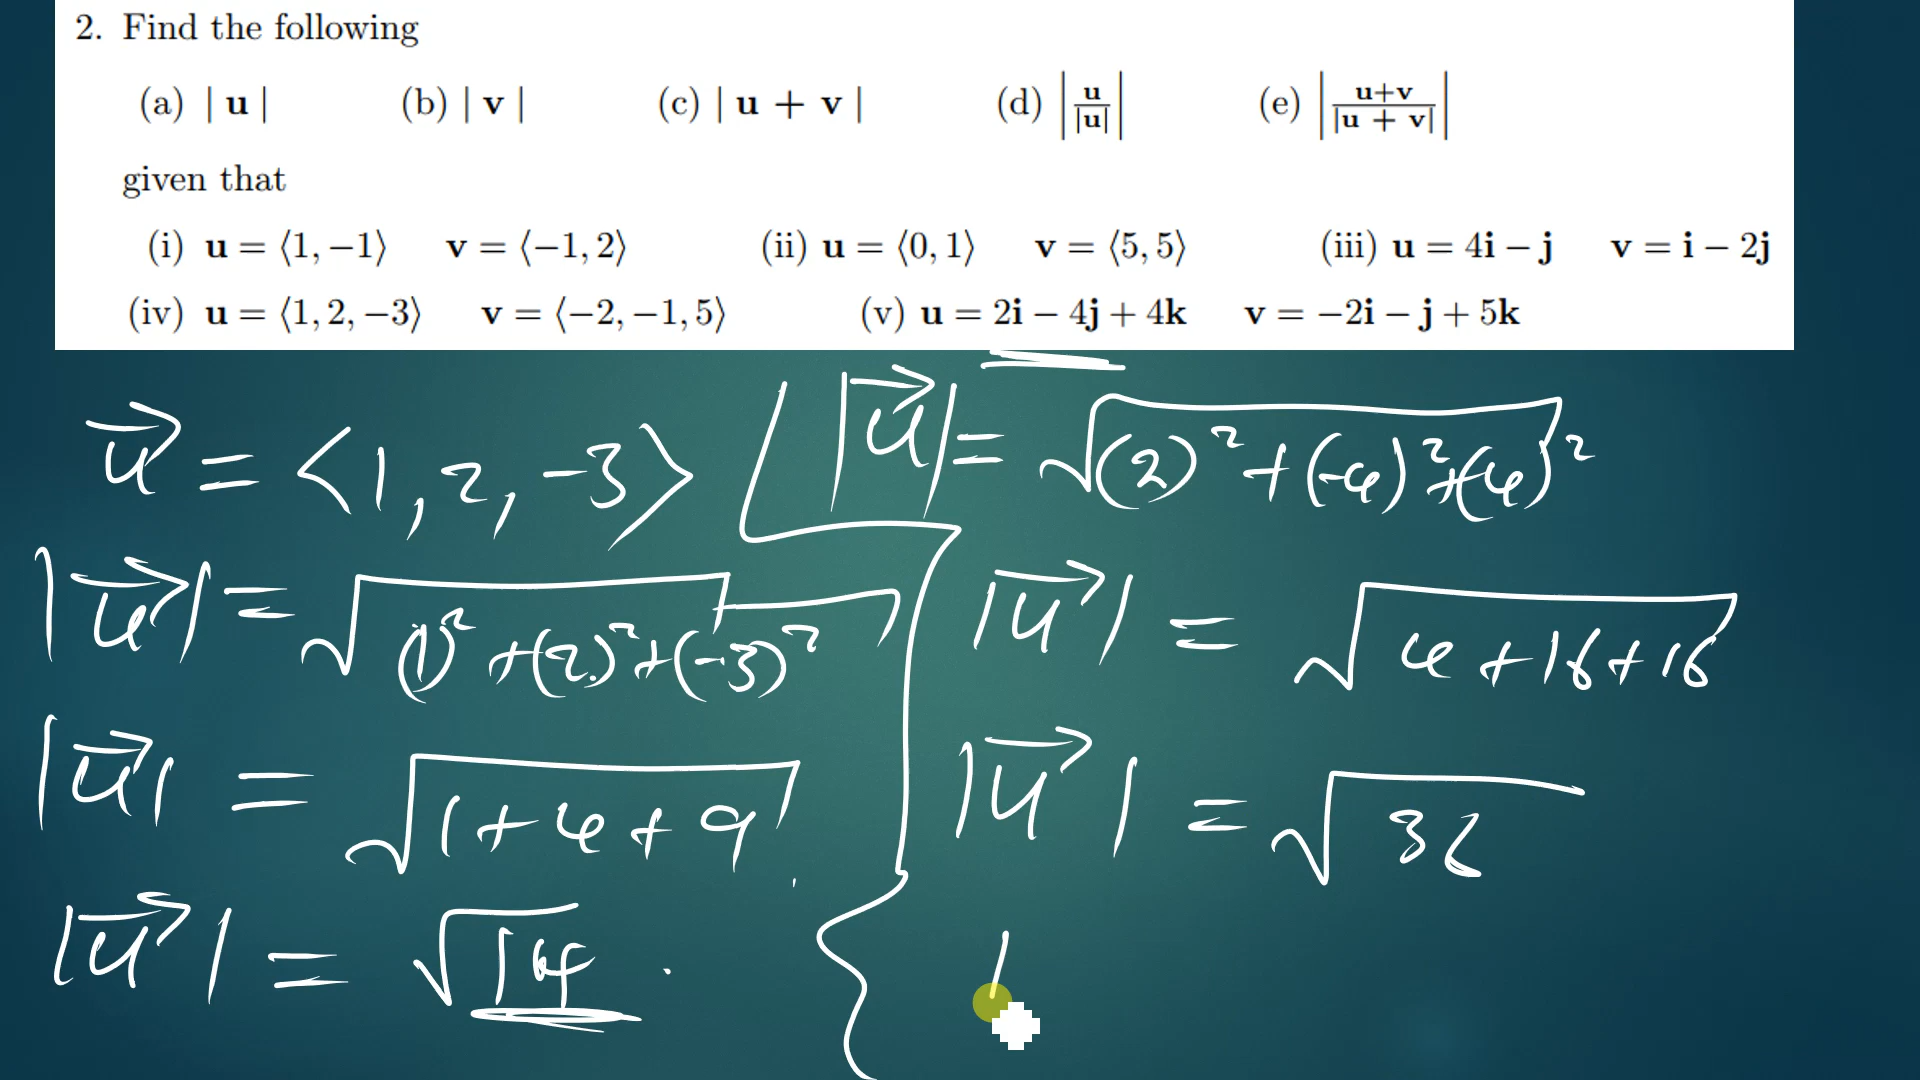 2. Find the following
(a) | u | (b) | v | (c) | u + v | (d) |u/|u|| (e) |u+v/|u + v||
given that
(i) u = ⟨1, −1⟩ v = ⟨−1, 2⟩ (ii) u = ⟨0, 1⟩ v = ⟨5, 5⟩ (iii) u = 4i − j v = i − 2j
(iv) u = ⟨1, 2, −3⟩ v = ⟨−2, −1, 5⟩ (v) u = 2i − 4j + 4k v = −2i − j + 5k
u⃗ = <1, 2, -3>
|u⃗| = √((1)² + (2)² + (-3)²)
|u⃗| = √(1 + 4 + 9)
|u⃗| = √14
|u⃗| = √((2)² + (-4)² + (4)²)
|u⃗| = √(4 + 16 + 16)
|u⃗| = √36